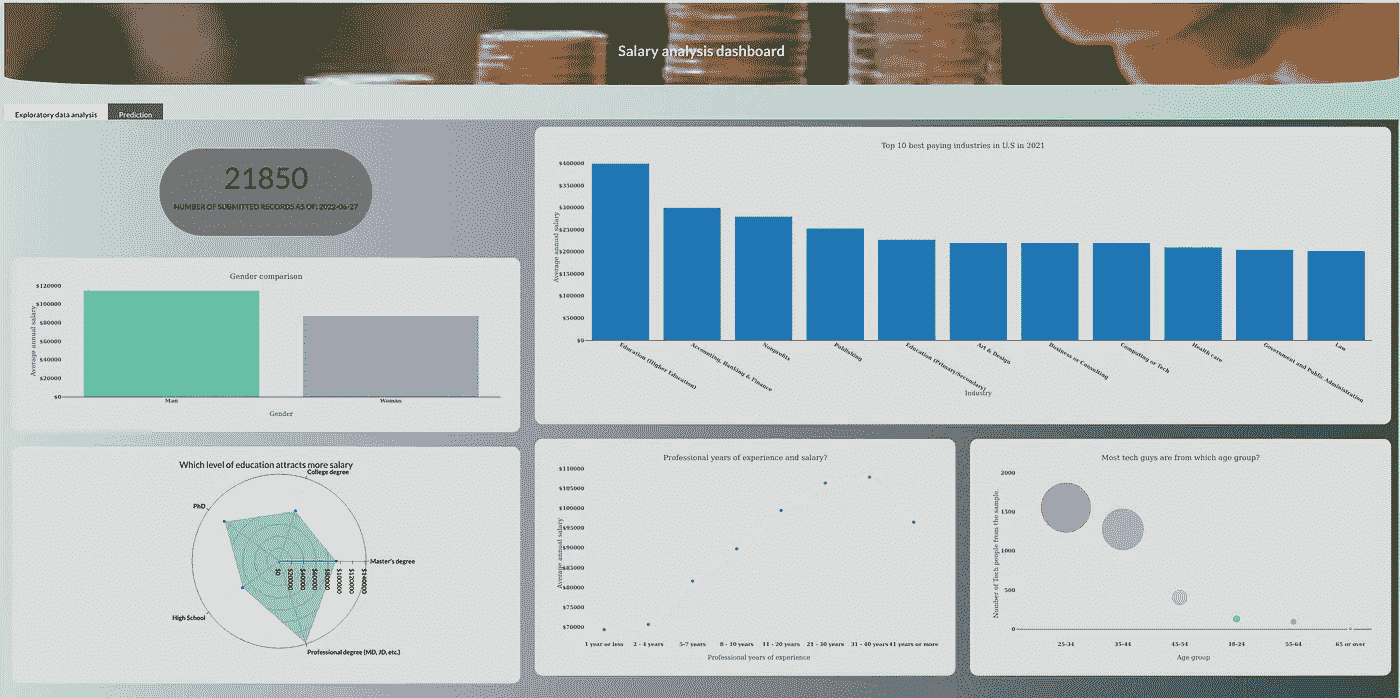 Salary analysis dashboard
Exploratory data analysis
Prediction
21850
NUMBER OF SUBMITTED RECORDS AS OF: 2022-06-27
Gender comparison
Average annual salary
$120000
$100000
$80000
$60000
$40000
$20000
$0
Man
Woman
Gender
Top 10 best paying industries in U.S in 2021
Average annual salary
$400000
$350000
$300000
$250000
$200000
$150000
$100000
$50000
$0
Education (Higher Education)
Accounting, Banking & Finance
Nonprofits
Publishing
Education (Primary/Secondary)
Art & Design
Business or Consulting
Computing or Tech
Health care
Government and Public Administration
Law
Industry
Which level of education attracts more salary
College degree
PhD
Master's degree
$0
$20000
$40000
$60000
$80000
$100000
$120000
$140000
High School
Professional degree (MD, JD, etc.)
Professional years of experience and salary?
Average annual salary
$110000
$105000
$100000
$95000
$90000
$85000
$80000
$75000
$70000
1 year or less
2 - 4 years
5-7 years
8 - 10 years
11 - 20 years
21 - 30 years
31 - 40 years
41 years or more
Professional years of experience
Most tech guys are from which age group?
Number of Tech people from the sample.
2000
1500
1000
500
0
25-34
35-44
45-54
18-24
55-64
65 or over
Age group